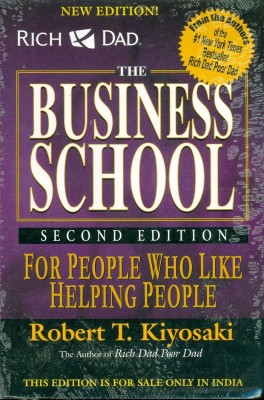 NEW EDITION!
RICH DAD®
From the Authors
of the
#1 New York Times
Bestseller
Rich Dad Poor Dad
THE
BUSINESS
SCHOOL
SECOND EDITION
FOR PEOPLE WHO LIKE
HELPING PEOPLE
Robert T. Kiyosaki
The Author of Rich Dad Poor Dad
THIS EDITION IS FOR SALE ONLY IN INDIA